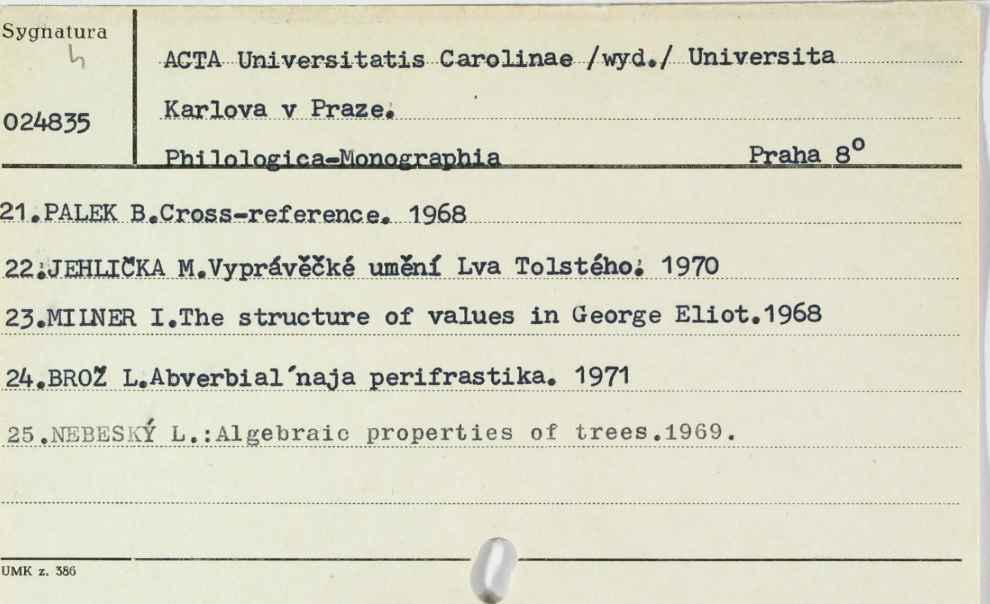 Sygnatura
h
024835
ACTA Universitatis Carolinae /wyd./ Universita
Karlova v Praze.
Philologica-Monographia Praha 8°
21.PALEK B.Cross-reference. 1968
22.JEHLIČKA M.Vyprávěčké umění Lva Tolstého. 1970
23.MILNER I.The structure of values in George Eliot.1968
24.BROŽ L.Abverbial´naja perifrastika. 1971
25.NEBESKÝ L.:Algebraic properties of trees.1969.
UMK z. 386